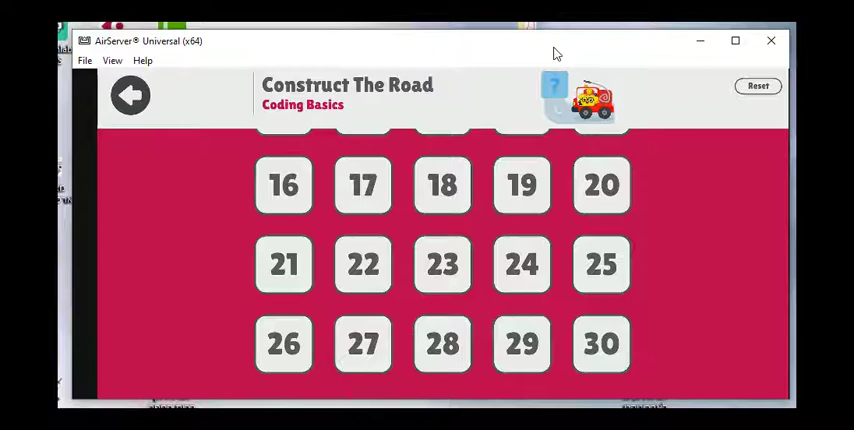 AirServer® Universal (x64)
File View Help
Construct The Road
Coding Basics
?
Reset
16 17 18 19 20
21 22 23 24 25
26 27 28 29 30